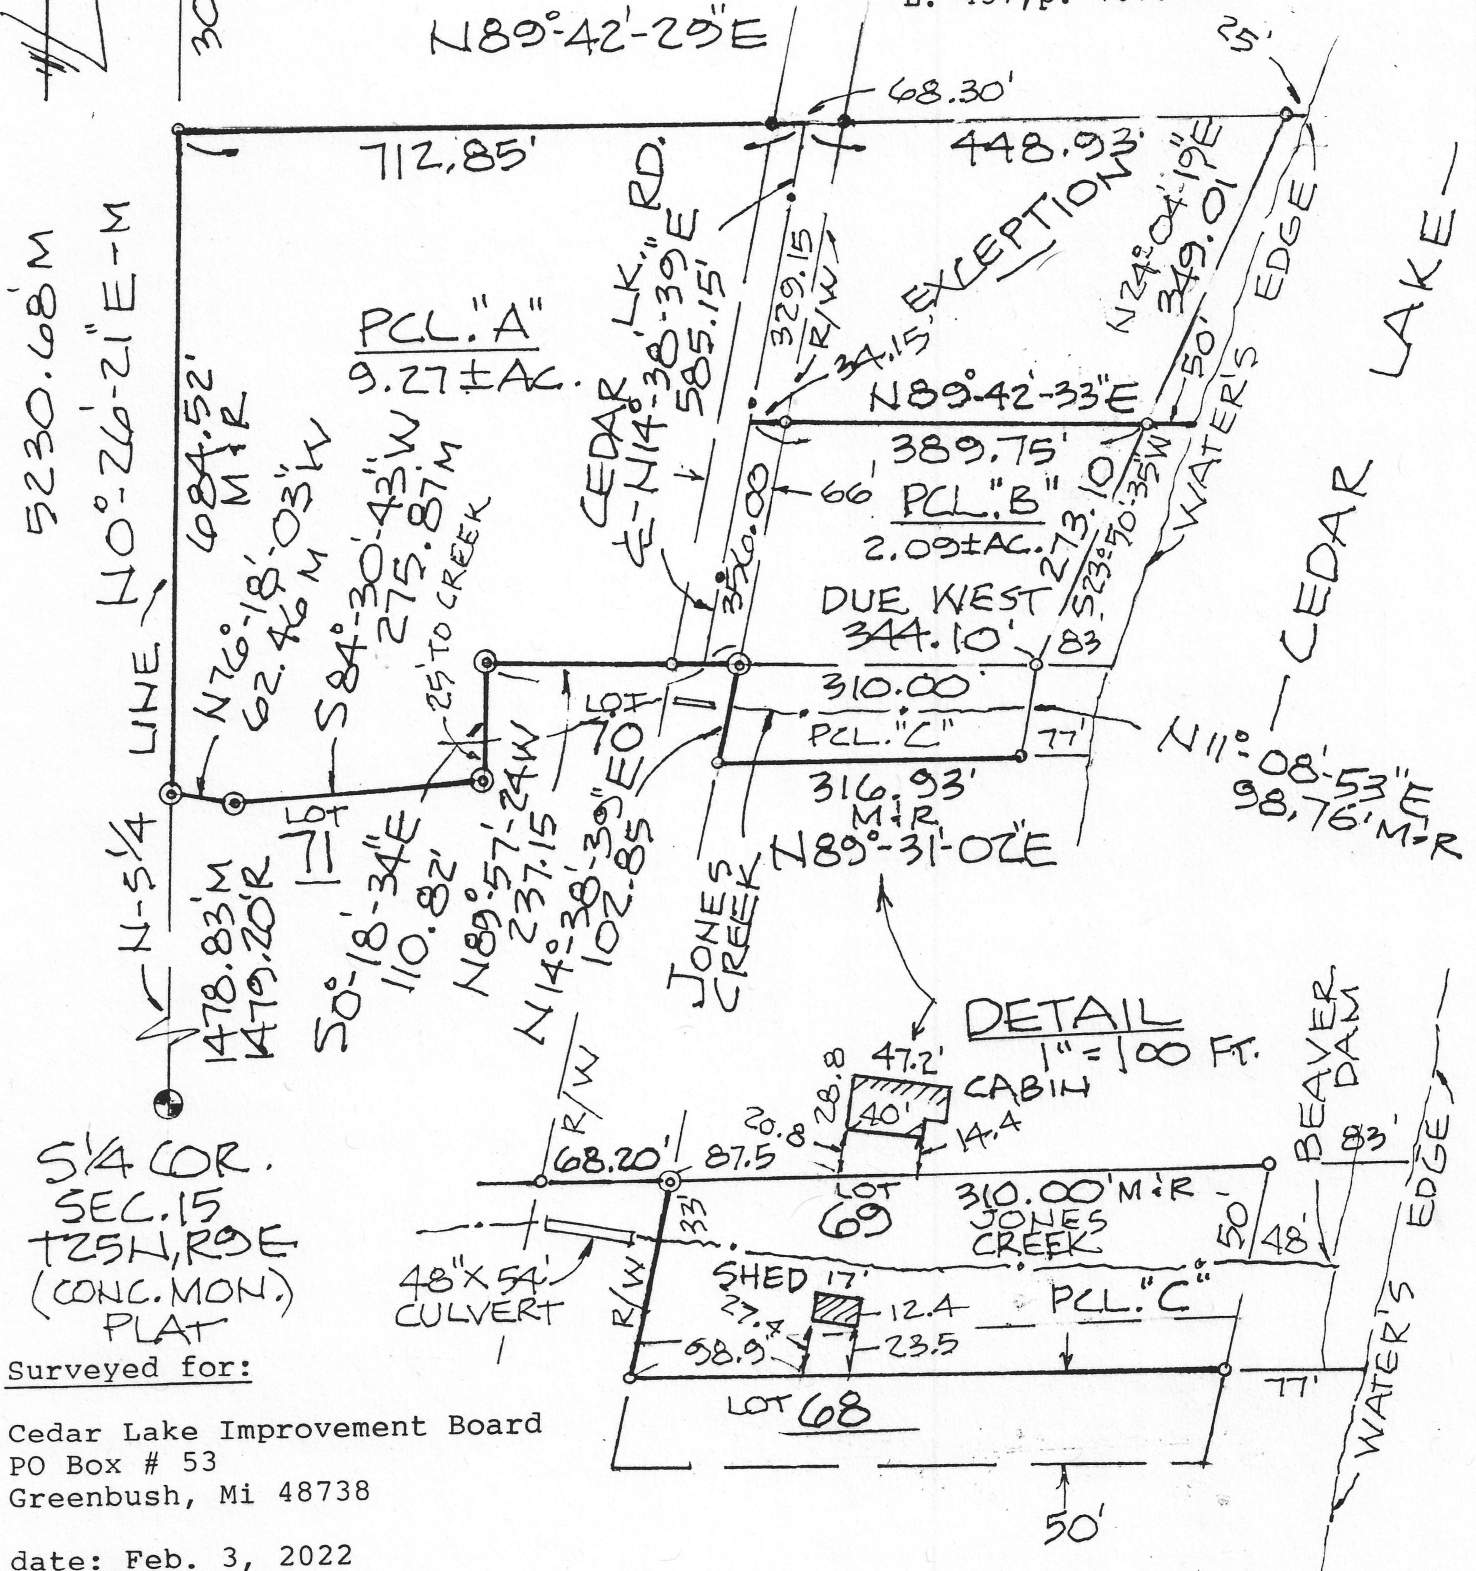 30
N89°-42'-29"E
25'
68.30'
712.85'
448.93'
N24°-04'-19"E
349.01
EDGE
WATER'S
50'
LAKE
CEDAR
5230.68'M
N0°-26'-21"E-M
PCL."A"
9.27±AC.
684.52'
M&R
CEDAR LK. RD.
℄-N14°-38'-39"E
585.15'
329.15
R/W
34.15
EXCEPTION
N89°-42'-33"E
389.75'
66'
PCL."B"
2.09±AC.
273.10
S23°-50'-35"W
356.00
DUE WEST
344.10'
83
N76°-18'-03"W
62.46 M
S84°-30'-43"W
275.87 M
25' TO CREEK
LINE
N-S 1/4
310.00'
PCL."C"
77'
LOT
70
LOT
71
316.93'
M&R
N89°-31'-02"E
N11°-08'-53"E
98.76' M&R
1478.83'M
1479.20'R
S0°-18'-34"E
110.82'
N89°-57'-24W
237.15
N14°-38'-39"E
102.85
JONES
CREEK
DETAIL
1" = 100 FT.
47.2'
28.8
CABIN
40'
20.8
14.4
R/W
68.20'
87.5
BEAVER
DAM
83'
EDGE
WATER'S
S 1/4 COR.
SEC. 15
T25N, R9E
(CONC. MON.)
PLAT
LOT
69
310.00'M&R
JONES
CREEK
50
48'
33'
48"X 54'
CULVERT
R/W
SHED 17'
12.4
27.4
23.5
98.9
PCL."C"
77'
LOT 68
50'
Surveyed for:
Cedar Lake Improvement Board
PO Box # 53
Greenbush, Mi 48738
date: Feb. 3, 2022